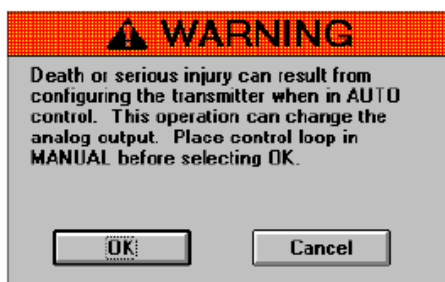 WARNING
Death or serious injury can result from
configuring the transmitter when in AUTO
control. This operation can change the
analog output. Place control loop in
MANUAL before selecting OK.
OK
Cancel